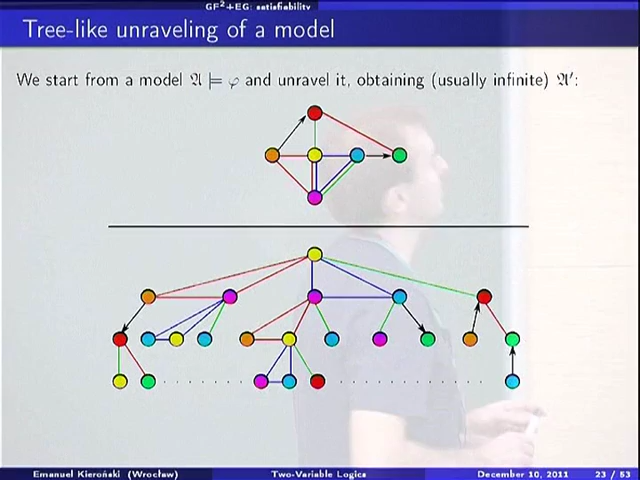 GF²+EG: satisfiability
Tree-like unraveling of a model
We start from a model 𝔄 ⊨ φ and unravel it, obtaining (usually infinite) 𝔄′:
Emanuel Kieroński (Wrocław) Two-Variable Logics December 10, 2011 23 / 53